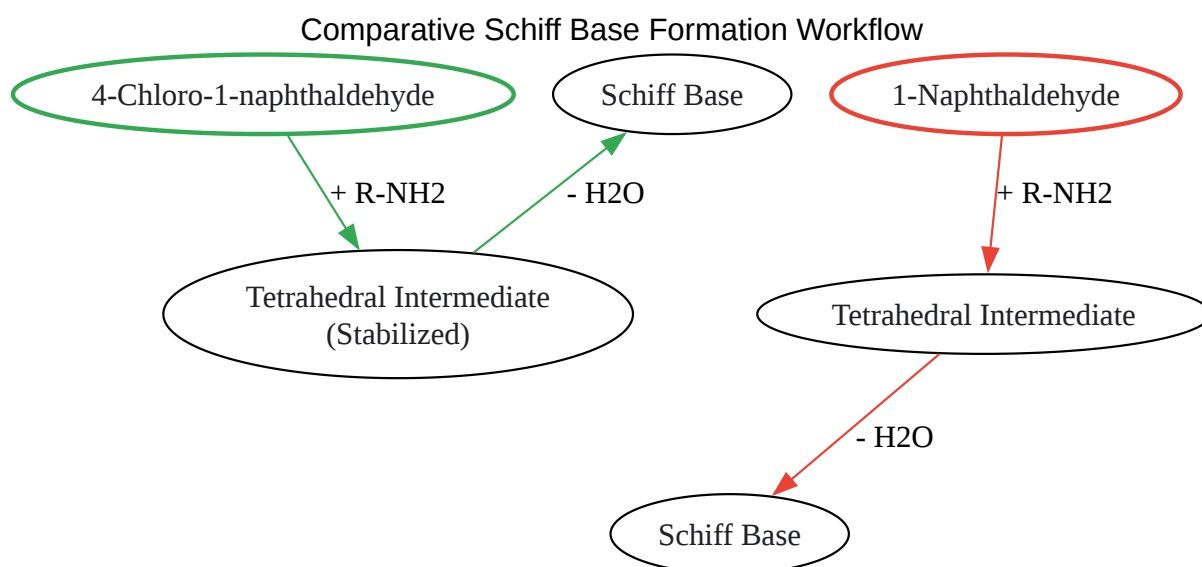 Comparative Schiff Base Formation Workflow
4-Chloro-1-naphthaldehyde
Schiff Base
1-Naphthaldehyde
+ R-NH2
- H2O
+ R-NH2
Tetrahedral Intermediate
(Stabilized)
Tetrahedral Intermediate
- H2O
Schiff Base